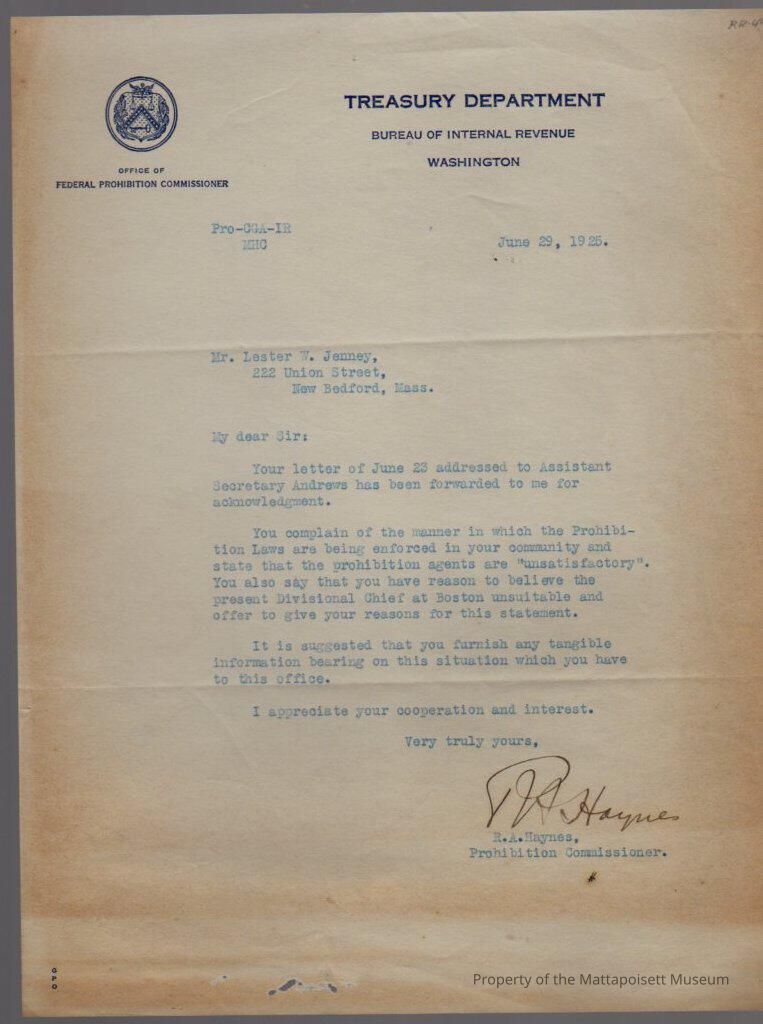 TREASURY DEPARTMENT
BUREAU OF INTERNAL REVENUE
WASHINGTON
OFFICE OF
FEDERAL PROHIBITION COMMISSIONER
Pro-CGA-IR
MHC
June 29, 1925.
Mr. Lester W. Jenney,
222 Union Street,
New Bedford, Mass.
My dear Sir:
Your letter of June 23 addressed to Assistant
Secretary Andrews has been forwarded to me for
acknowledgment.
You complain of the manner in which the Prohibi-
tion Laws are being enforced in your community and
state that the prohibition agents are "unsatisfactory".
You also say that you have reason to believe the
present Divisional Chief at Boston unsuitable and
offer to give your reasons for this statement.
It is suggested that you furnish any tangible
information bearing on this situation which you have
to this office.
I appreciate your cooperation and interest.
Very truly yours,
R A Haynes
R.A.Haynes,
Prohibition Commissioner.
GPO
Property of the Mattapoisett Museum